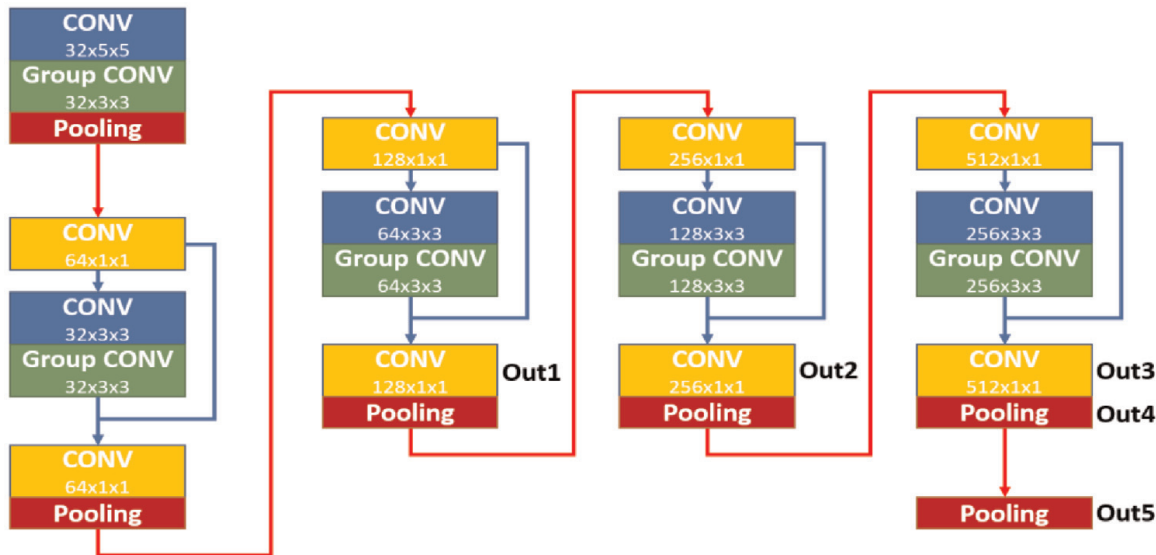 CONV
32x5x5
Group CONV
32x3x3
Pooling
CONV
64x1x1
CONV
32x3x3
Group CONV
32x3x3
CONV
64x1x1
Pooling
CONV
128x1x1
CONV
64x3x3
Group CONV
64x3x3
CONV
128x1x1
Out1
Pooling
CONV
256x1x1
CONV
128x3x3
Group CONV
128x3x3
CONV
256x1x1
Out2
Pooling
CONV
512x1x1
CONV
256x3x3
Group CONV
256x3x3
CONV
512x1x1
Out3
Pooling
Out4
Pooling
Out5